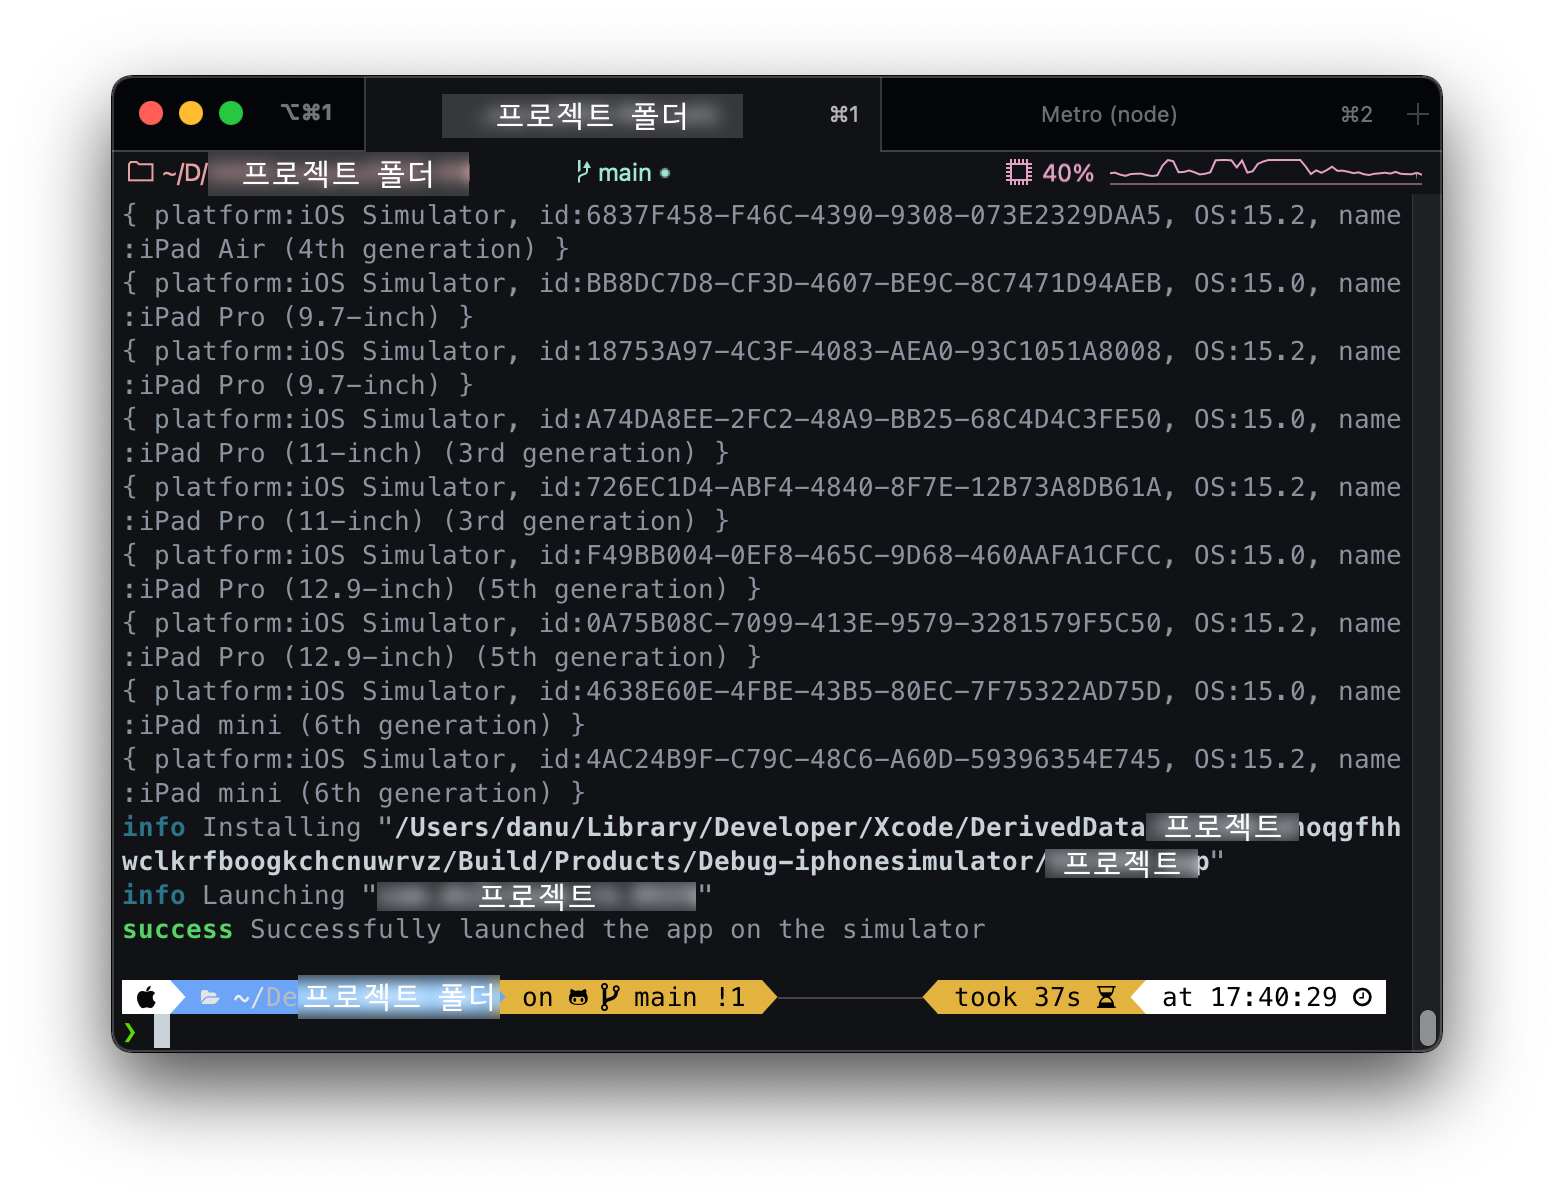 ⌥⌘1
프로젝트 폴더 ⌘1
Metro (node) ⌘2 +
~/D/ 프로젝트 폴더 main 40%
{ platform:iOS Simulator, id:6837F458-F46C-4390-9308-073E2329DAA5, OS:15.2, name
:iPad Air (4th generation) }
{ platform:iOS Simulator, id:BB8DC7D8-CF3D-4607-BE9C-8C7471D94AEB, OS:15.0, name
:iPad Pro (9.7-inch) }
{ platform:iOS Simulator, id:18753A97-4C3F-4083-AEA0-93C1051A8008, OS:15.2, name
:iPad Pro (9.7-inch) }
{ platform:iOS Simulator, id:A74DA8EE-2FC2-48A9-BB25-68C4D4C3FE50, OS:15.0, name
:iPad Pro (11-inch) (3rd generation) }
{ platform:iOS Simulator, id:726EC1D4-ABF4-4840-8F7E-12B73A8DB61A, OS:15.2, name
:iPad Pro (11-inch) (3rd generation) }
{ platform:iOS Simulator, id:F49BB004-0EF8-465C-9D68-460AAFA1CFCC, OS:15.0, name
:iPad Pro (12.9-inch) (5th generation) }
{ platform:iOS Simulator, id:0A75B08C-7099-413E-9579-3281579F5C50, OS:15.2, name
:iPad Pro (12.9-inch) (5th generation) }
{ platform:iOS Simulator, id:4638E60E-4FBE-43B5-80EC-7F75322AD75D, OS:15.0, name
:iPad mini (6th generation) }
{ platform:iOS Simulator, id:4AC24B9F-C79C-48C6-A60D-59396354E745, OS:15.2, name
:iPad mini (6th generation) }
info Installing "/Users/danu/Library/Developer/Xcode/DerivedData 프로젝트 noqgfhh
wclkrfboogkchcnuwrvz/Build/Products/Debug-iphonesimulator/ 프로젝트 p"
info Launching " 프로젝트 "
success Successfully launched the app on the simulator
~/De 프로젝트 폴더 on main !1 took 37s at 17:40:29
❯